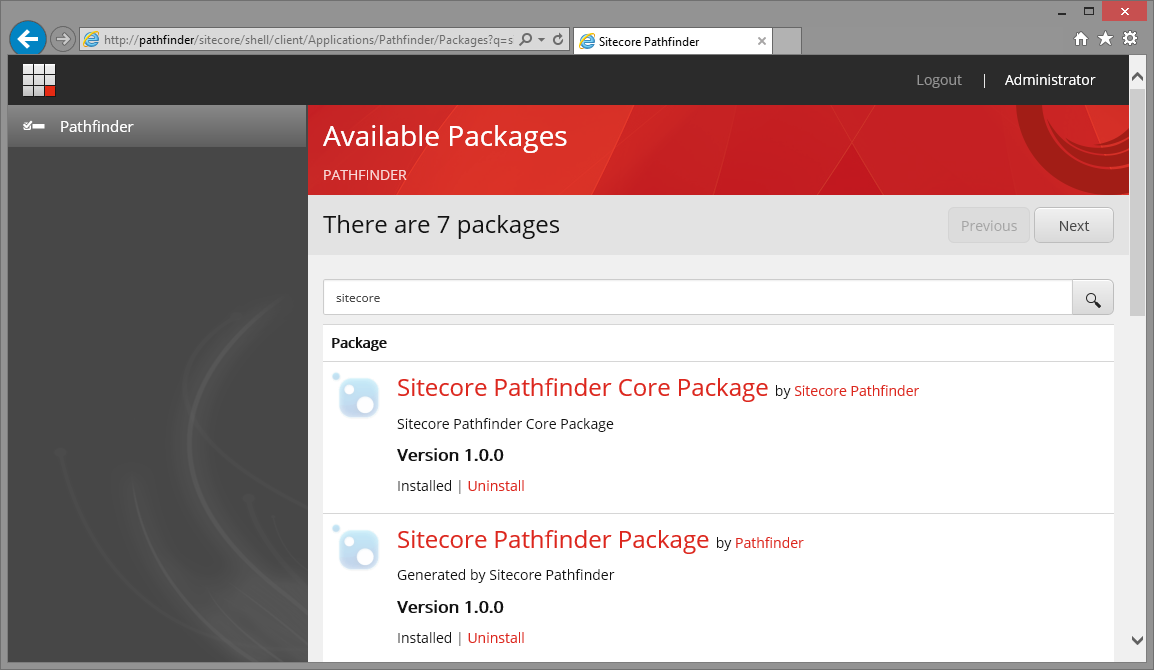 http://pathfinder/sitecore/shell/client/Applications/Pathfinder/Packages?q=s
Sitecore Pathfinder
Logout | Administrator
Pathfinder
Available Packages
PATHFINDER
There are 7 packages
Previous
Next
sitecore
Package
Sitecore Pathfinder Core Package by Sitecore Pathfinder
Sitecore Pathfinder Core Package
Version 1.0.0
Installed | Uninstall
Sitecore Pathfinder Package by Pathfinder
Generated by Sitecore Pathfinder
Version 1.0.0
Installed | Uninstall